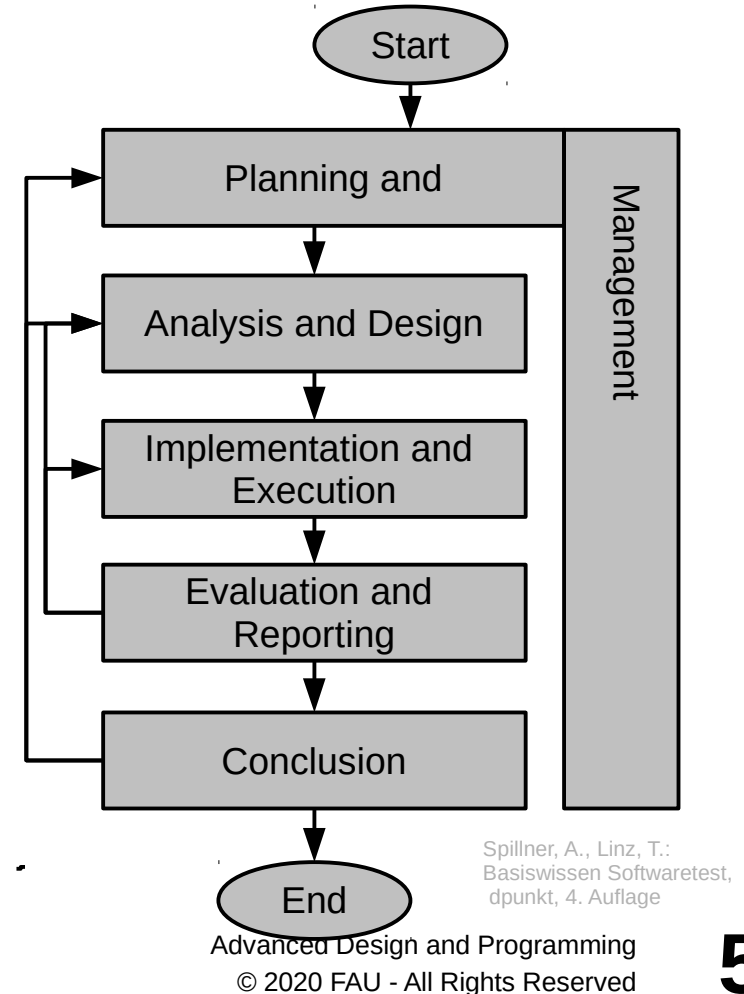 Start
Planning and
Management
Analysis and Design
Implementation and
Execution
Evaluation and
Reporting
Conclusion
End
Spillner, A., Linz, T.:
Basiswissen Softwaretest,
dpunkt, 4. Auflage
Advanced Design and Programming
© 2020 FAU - All Rights Reserved